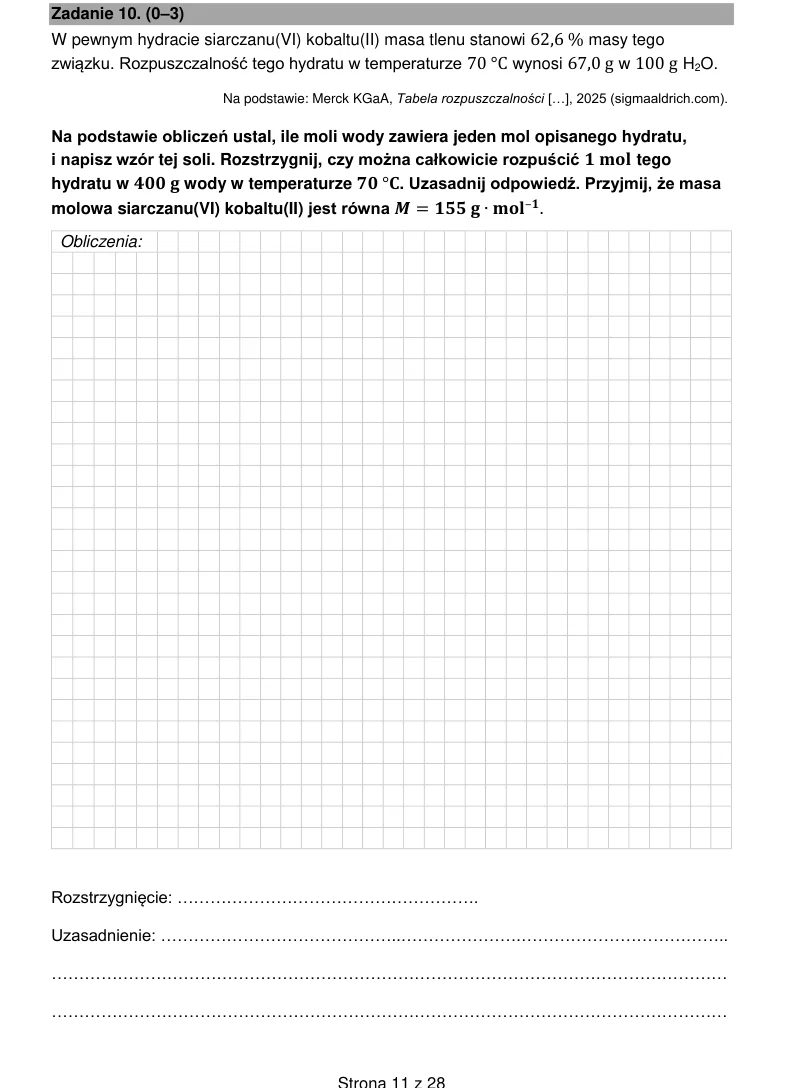 Zadanie 10. (0–3)
W pewnym hydracie siarczanu(VI) kobaltu(II) masa tlenu stanowi 62,6 % masy tego
związku. Rozpuszczalność tego hydratu w temperaturze 70 °C wynosi 67,0 g w 100 g H₂O.
Na podstawie: Merck KGaA, Tabela rozpuszczalności […], 2025 (sigmaaldrich.com).
Na podstawie obliczeń ustal, ile moli wody zawiera jeden mol opisanego hydratu,
i napisz wzór tej soli. Rozstrzygnij, czy można całkowicie rozpuścić 1 mol tego
hydratu w 400 g wody w temperaturze 70 °C. Uzasadnij odpowiedź. Przyjmij, że masa
molowa siarczanu(VI) kobaltu(II) jest równa M = 155 g · mol⁻¹.
Obliczenia:
Rozstrzygnięcie: ……………………………………………….
Uzasadnienie: ……………………………………………………………………………………………..
……………………………………………………………………………………………………………
……………………………………………………………………………………………………………
Strona 11 z 28